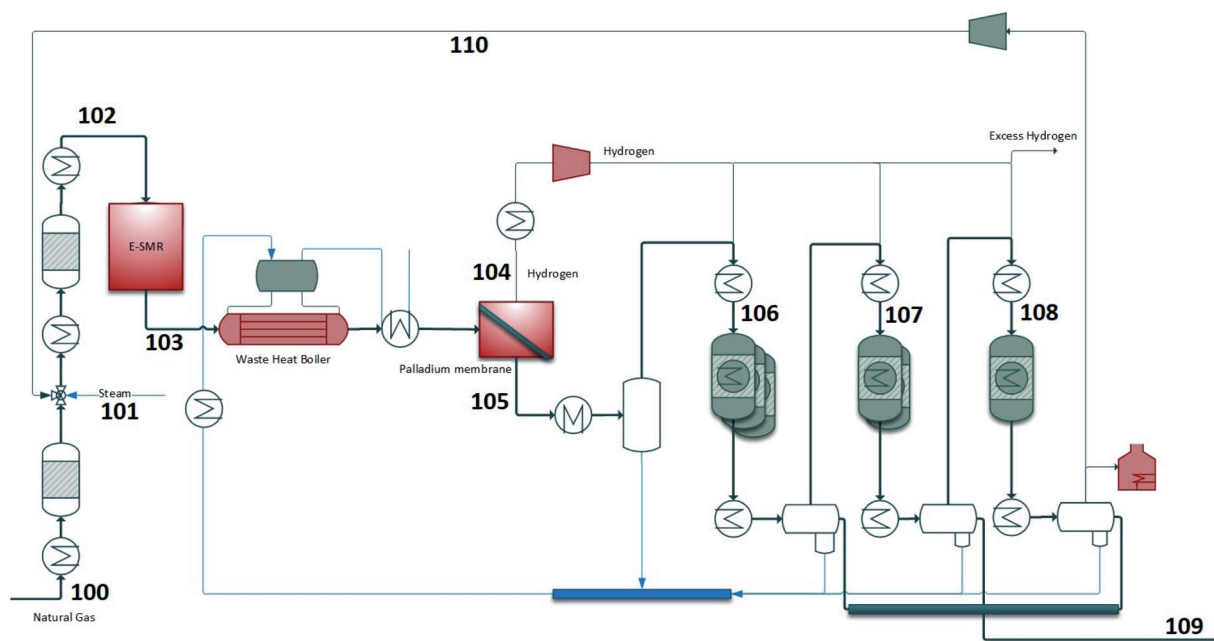 110
102
Excess Hydrogen
Hydrogen
E-SMR
104
Hydrogen
106
107
108
103
Waste Heat Boiler
Palladium membrane
105
Steam
101
100
Natural Gas
109